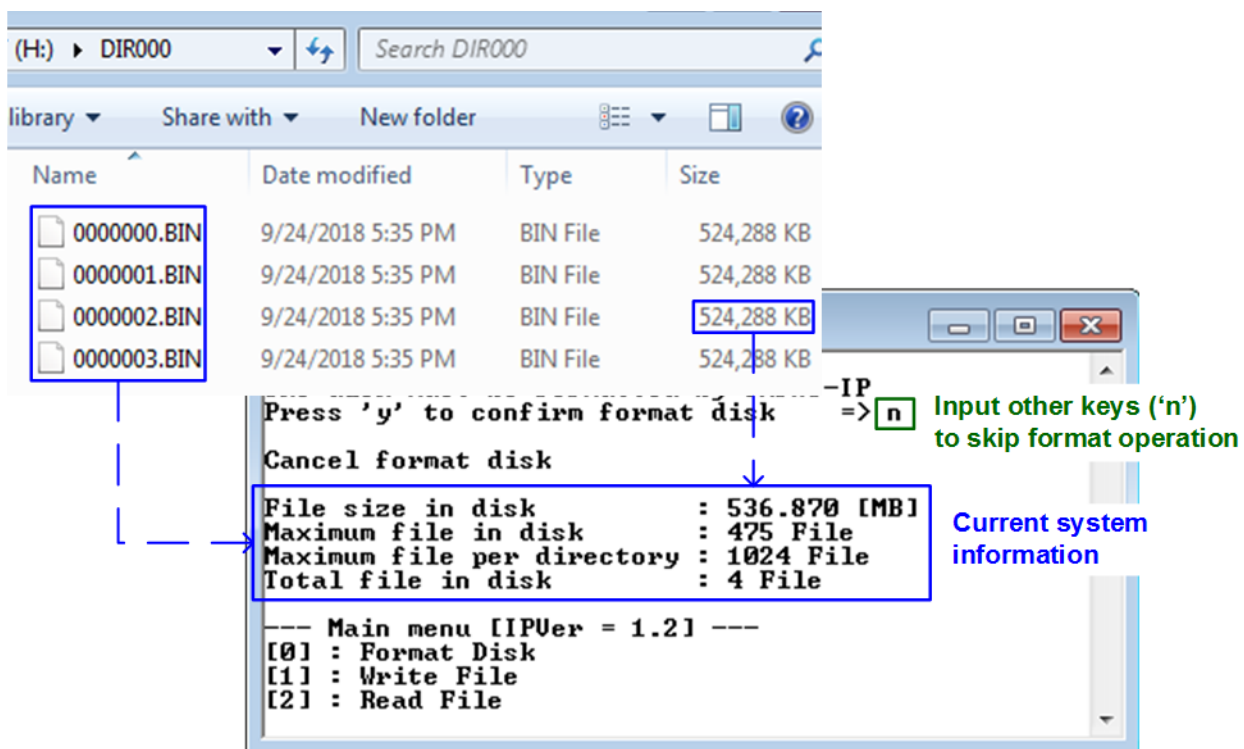 (H:) ▸ DIR000 Search DIR000
library Share with New folder
Name Date modified Type Size
0000000.BIN 9/24/2018 5:35 PM BIN File 524,288 KB
0000001.BIN 9/24/2018 5:35 PM BIN File 524,288 KB
0000002.BIN 9/24/2018 5:35 PM BIN File 524,288 KB
0000003.BIN 9/24/2018 5:35 PM BIN File 524,288 KB
-IP
Press 'y' to confirm format disk => n
Input other keys (‘n’)
to skip format operation
Cancel format disk
File size in disk : 536.870 [MB]
Maximum file in disk : 475 File
Maximum file per directory : 1024 File
Total file in disk : 4 File
Current system
information
--- Main menu [IPVer = 1.2] ---
[0] : Format Disk
[1] : Write File
[2] : Read File